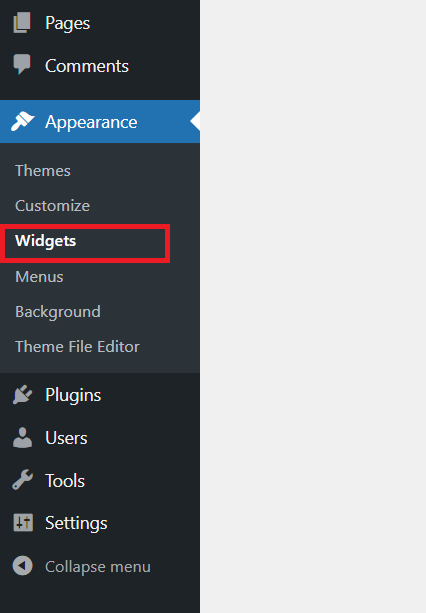 Pages
Comments
Appearance
Themes
Customize
Widgets
Menus
Background
Theme File Editor
Plugins
Users
Tools
Settings
Collapse menu